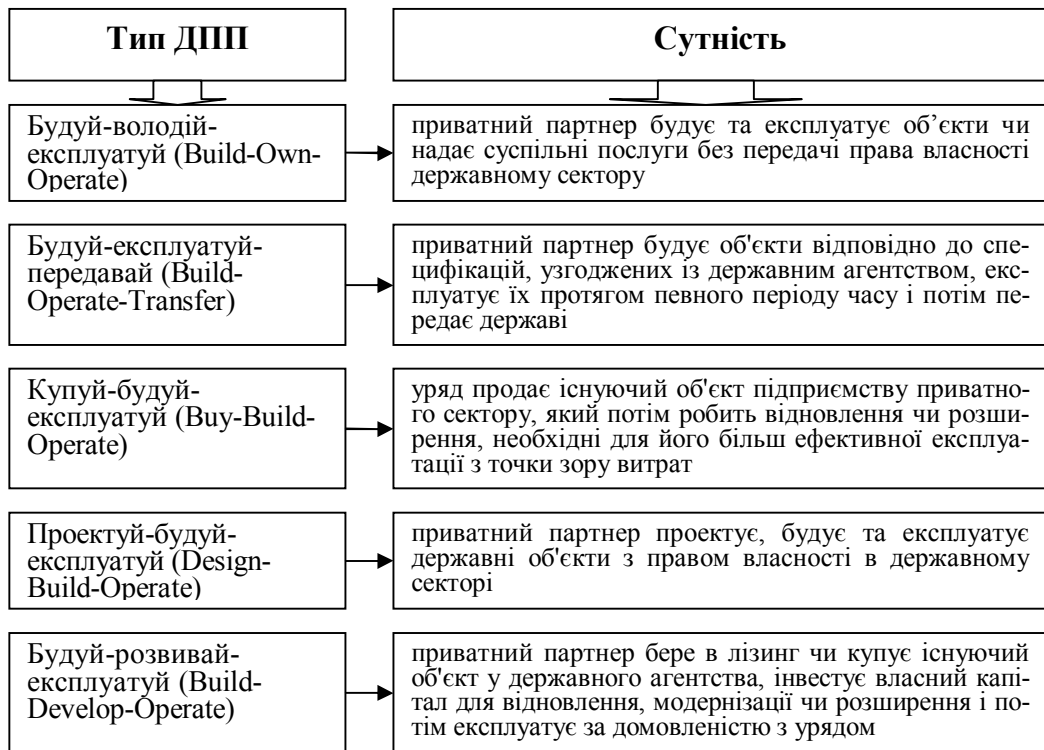 Тип ДПП
Сутність
Будуй-володій-
експлуатуй (Build-Own-
Operate)
приватний партнер будує та експлуатує об’єкти чи
надає суспільні послуги без передачі права власності
державному сектору
Будуй-експлуатуй-
передавай (Build-
Operate-Transfer)
приватний партнер будує об'єкти відповідно до спе-
цифікацій, узгоджених із державним агентством, екс-
плуатує їх протягом певного періоду часу і потім пе-
редає державі
Купуй-будуй-
експлуатуй (Buy-Build-
Operate)
уряд продає існуючий об'єкт підприємству приватно-
го сектору, який потім робить відновлення чи розши-
рення, необхідні для його більш ефективної експлуа-
тації з точки зору витрат
Проектуй-будуй-
експлуатуй (Design-
Build-Operate)
приватний партнер проектує, будує та експлуатує
державні об'єкти з правом власності в державному
секторі
Будуй-розвивай-
експлуатуй (Build-
Develop-Operate)
приватний партнер бере в лізинг чи купує існуючий
об'єкт у державного агентства, інвестує власний капі-
тал для відновлення, модернізації чи розширення і по-
тім експлуатує за домовленістю з урядом